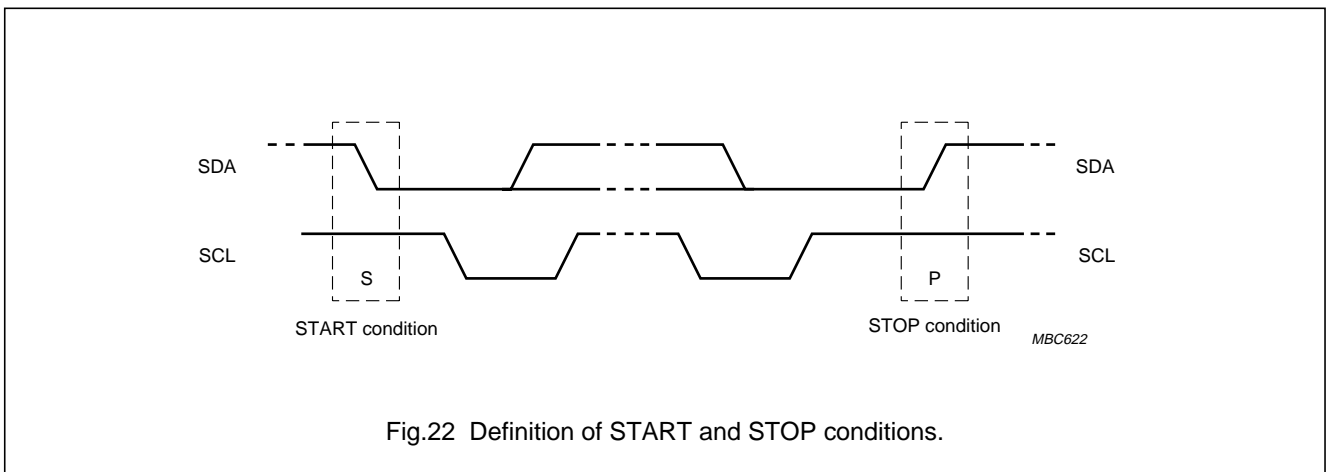 SDA
SDA
SCL
SCL
S
P
START condition
STOP condition
MBC622
Fig.22 Definition of START and STOP conditions.